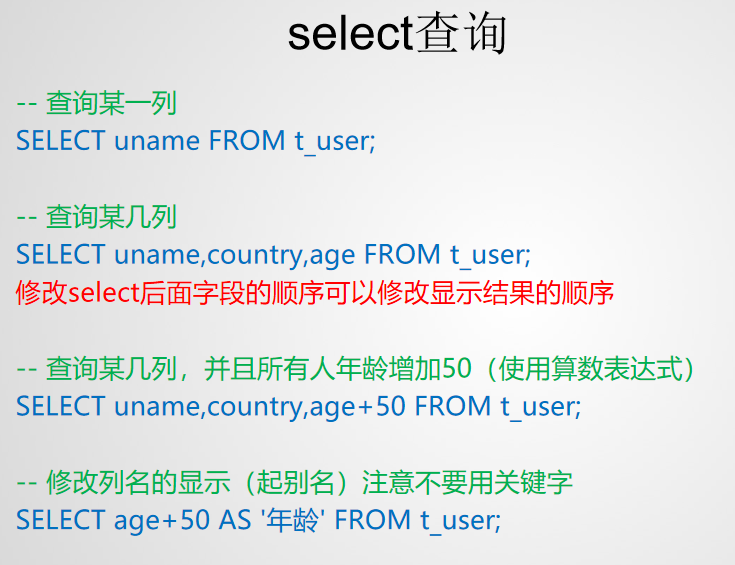 select查询
-- 查询某一列
SELECT uname FROM t_user;
-- 查询某几列
SELECT uname,country,age FROM t_user;
修改select后面字段的顺序可以修改显示结果的顺序
-- 查询某几列，并且所有人年龄增加50（使用算数表达式）
SELECT uname,country,age+50 FROM t_user;
-- 修改列名的显示（起别名）注意不要用关键字
SELECT age+50 AS '年龄' FROM t_user;